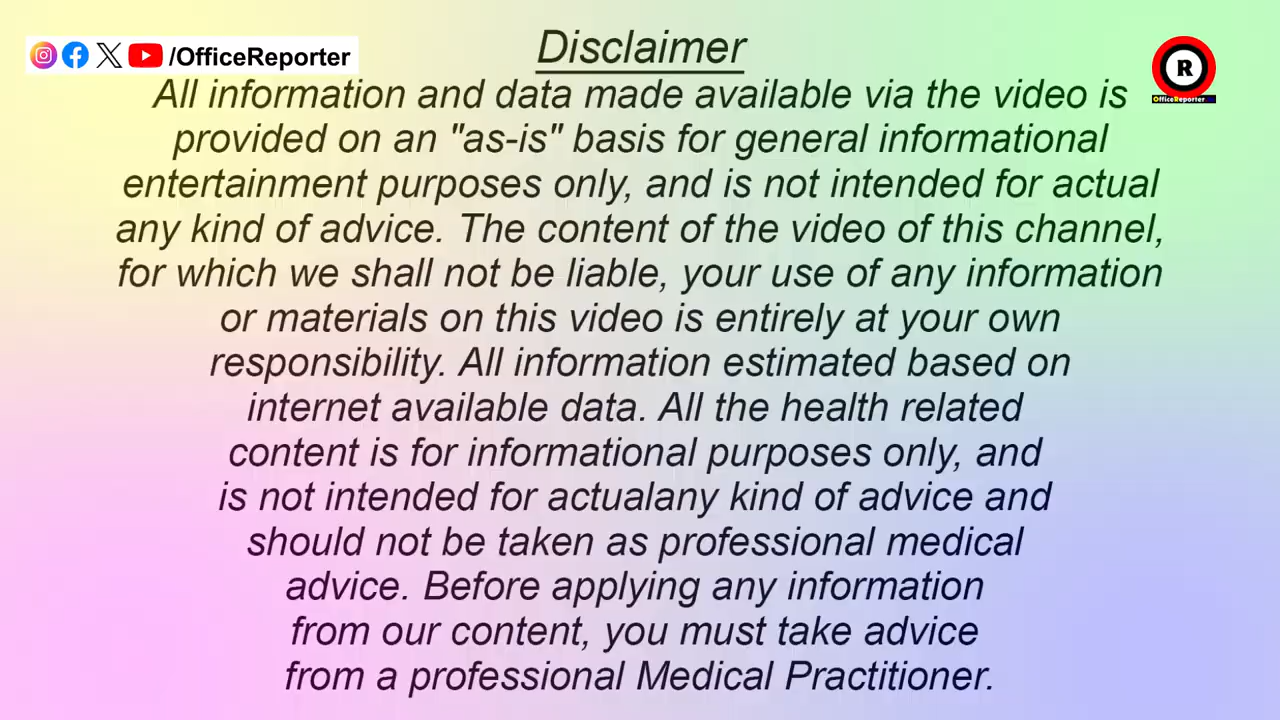 /OfficeReporter
R
OfficeReporter
Disclaimer
All information and data made available via the video is
provided on an "as-is" basis for general informational
entertainment purposes only, and is not intended for actual
any kind of advice. The content of the video of this channel,
for which we shall not be liable, your use of any information
or materials on this video is entirely at your own
responsibility. All information estimated based on
internet available data. All the health related
content is for informational purposes only, and
is not intended for actualany kind of advice and
should not be taken as professional medical
advice. Before applying any information
from our content, you must take advice
from a professional Medical Practitioner.